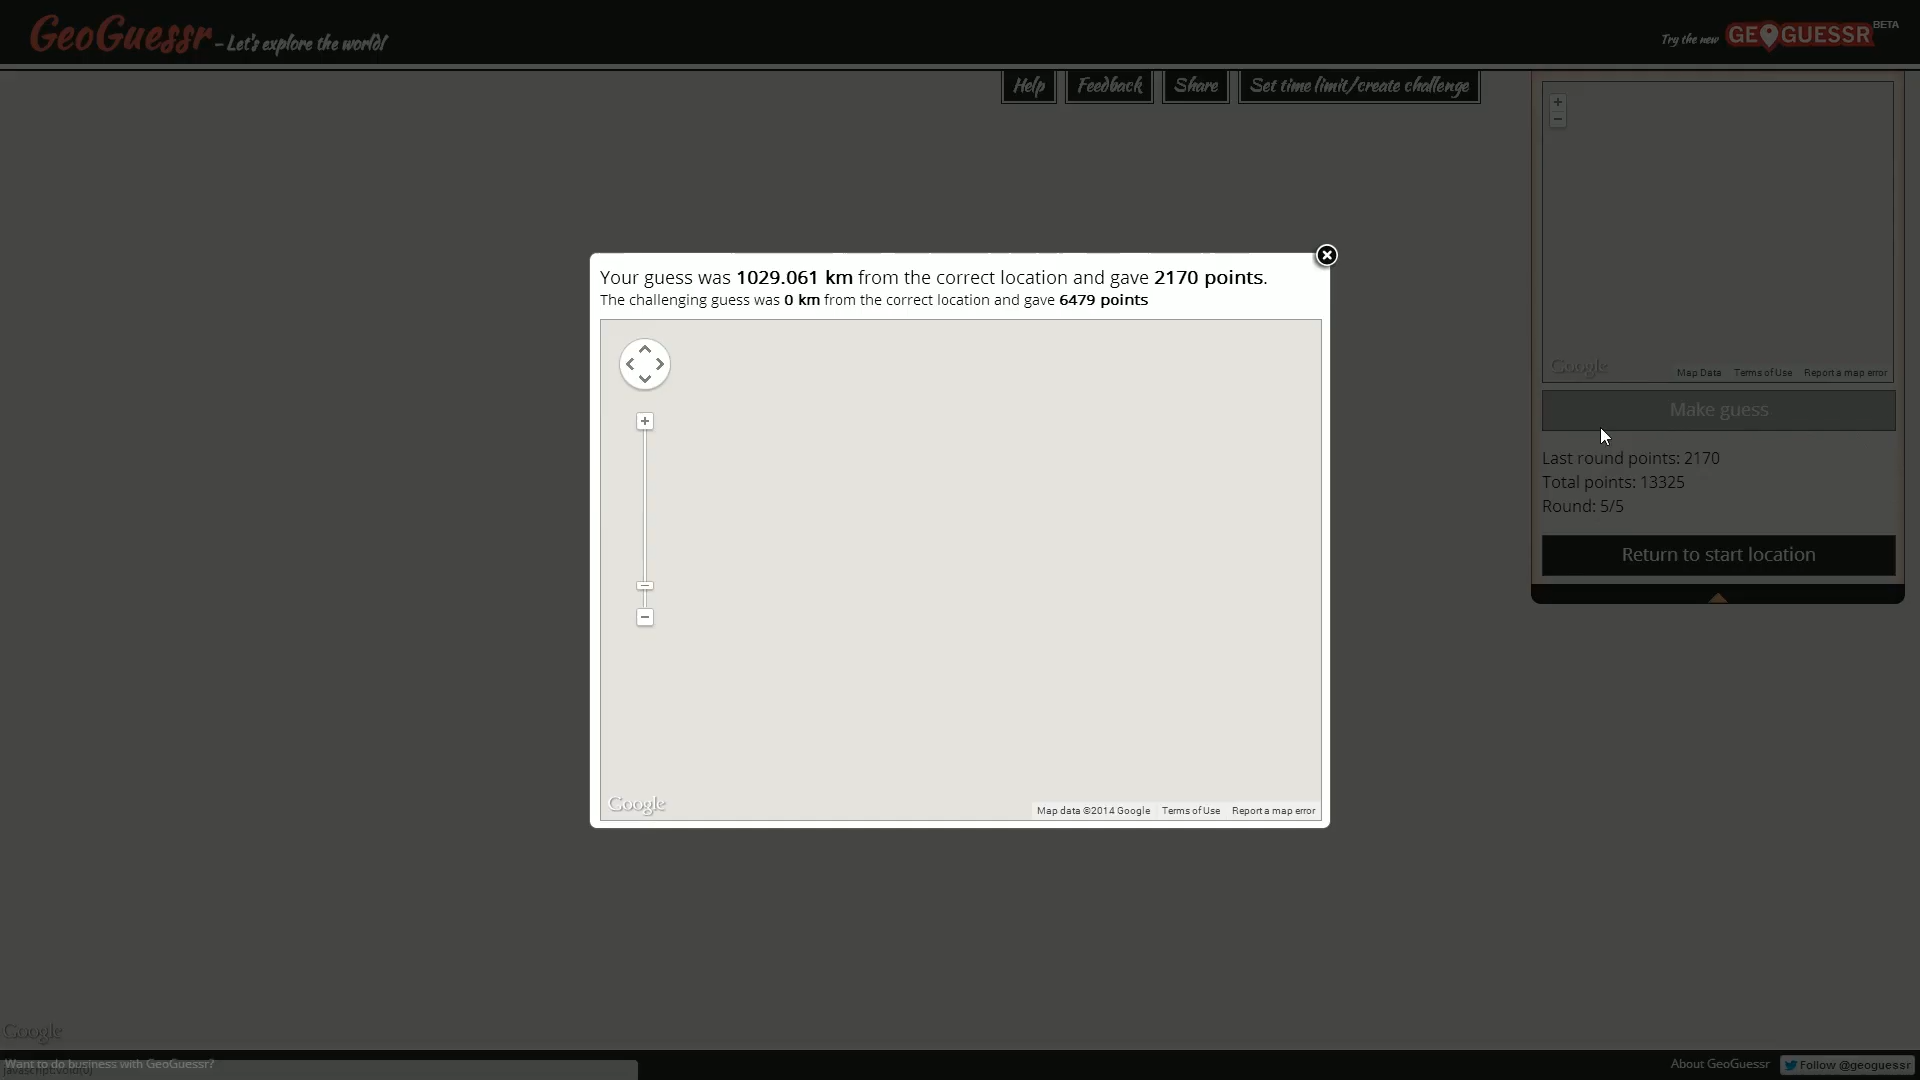 GeoGuessr - Let's explore the world!
Try the new GEOGUESSR BETA
Help
Feedback
Share
Set time limit/create challenge
+
−
Google
Map Data
Terms of Use
Report a map error
Make guess
Last round points: 2170
Total points: 13325
Round: 5/5
Return to start location
Your guess was 1029.061 km from the correct location and gave 2170 points.
The challenging guess was 0 km from the correct location and gave 6479 points
+
−
Google
Map data ©2014 Google
Terms of Use
Report a map error
Google
Want to do business with GeoGuessr?
javascript:void(0)
About GeoGuessr
Follow @geoguessr